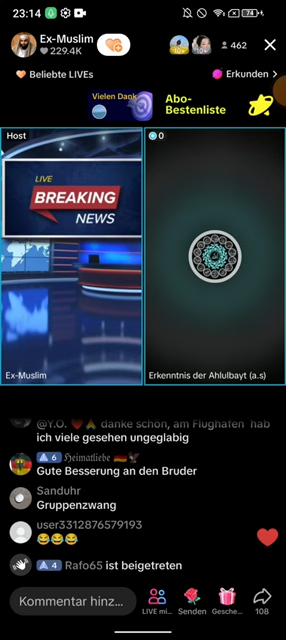 23:14
74
Ex-Muslim
229.4K
10+
10+
462
Beliebte LIVEs
Erkunden
Vielen Dank
Abo-
Bestenliste
Host
0
LIVE
BREAKING
NEWS
Ex-Muslim
Erkenntnis der Ahlulbayt (a.s)
@Y.O. ❤️🙏 danke schön, am Flughafen hab
ich viele gesehen ungeglabig
6 ℌ𝔢𝔦𝔪𝔞𝔱𝔩𝔦𝔢𝔟𝔢 🇩🇪🦅
Gute Besserung an den Bruder
Sanduhr
Gruppenzwang
user3312876579193
😂😂😂
4 Rafo65 ist beigetreten
Kommentar hinz...
LIVE mi...
Senden
Gesche...
108